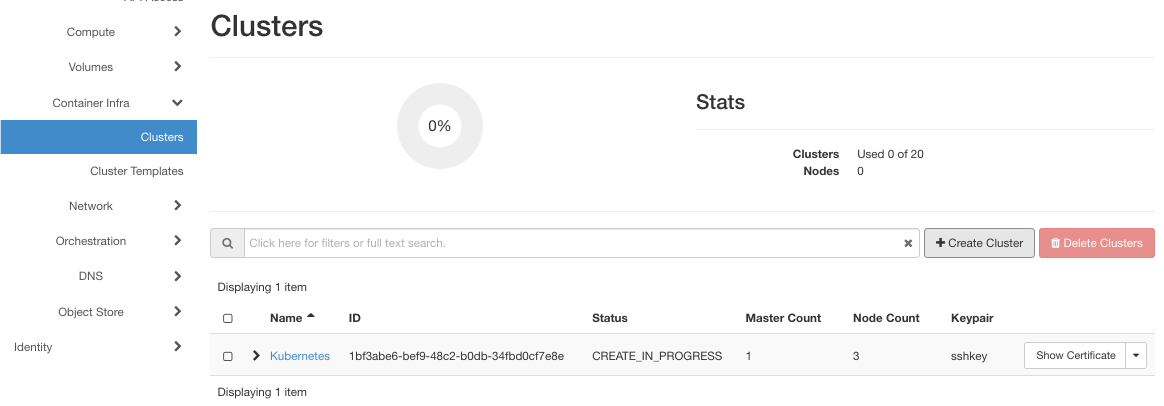 Compute
Volumes
Container Infra
Clusters
Cluster Templates
Network
Orchestration
DNS
Object Store
Identity
Clusters
0%
Stats
Clusters Used 0 of 20
Nodes 0
Click here for filters or full text search.
Create Cluster
Delete Clusters
Displaying 1 item
Name ID Status Master Count Node Count Keypair
Kubernetes 1bf3abe6-bef9-48c2-b0db-34fbd0cf7e8e CREATE_IN_PROGRESS 1 3 sshkey Show Certificate
Displaying 1 item